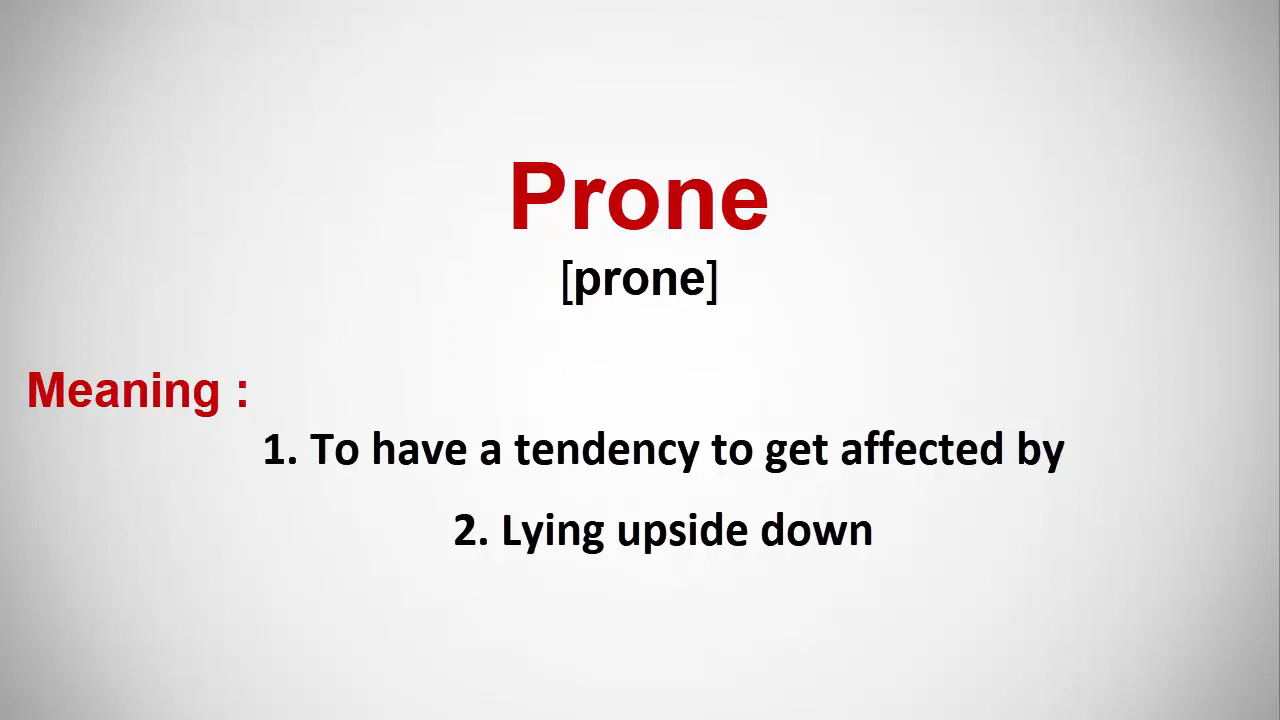 Prone
[prone]
Meaning :
1. To have a tendency to get affected by
2. Lying upside down